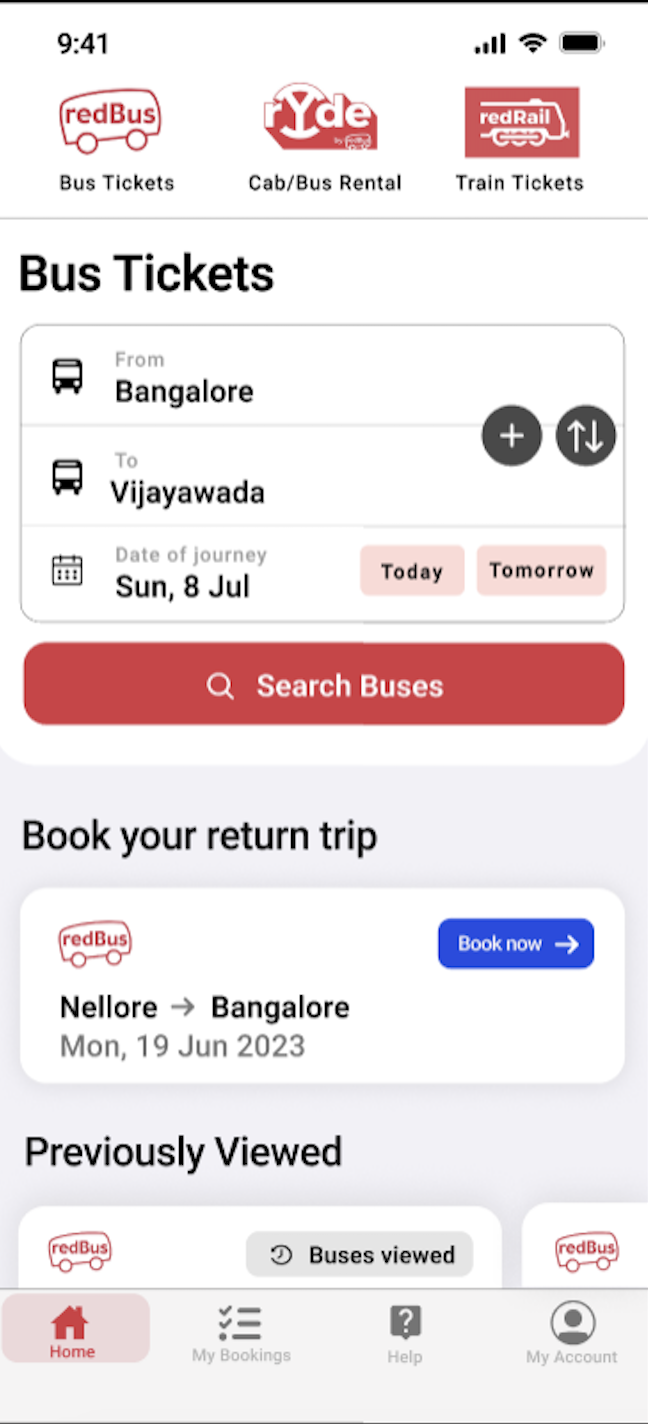 9:41
redBus
rYde
by redBus
redRail
Bus Tickets
Cab/Bus Rental
Train Tickets
Bus Tickets
From
Bangalore
To
Vijayawada
Date of journey
Sun, 8 Jul
Today
Tomorrow
Search Buses
Book your return trip
redBus
Book now →
Nellore → Bangalore
Mon, 19 Jun 2023
Previously Viewed
redBus
Buses viewed
redBus
Home
My Bookings
Help
My Account